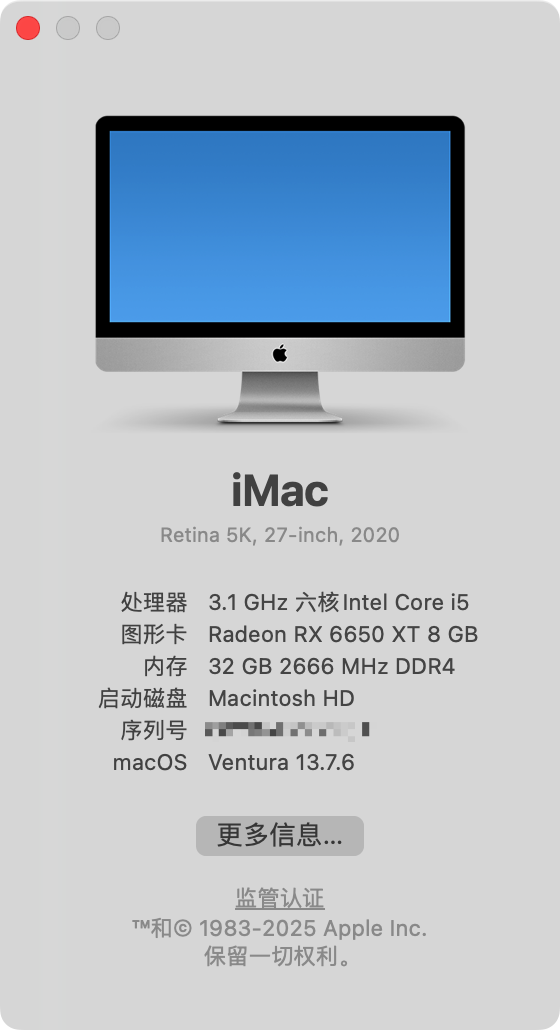 iMac
Retina 5K, 27-inch, 2020
处理器 3.1 GHz 六核Intel Core i5
图形卡 Radeon RX 6650 XT 8 GB
内存 32 GB 2666 MHz DDR4
启动磁盘 Macintosh HD
序列号
macOS Ventura 13.7.6
更多信息...
监管认证
™和© 1983-2025 Apple Inc.
保留一切权利。